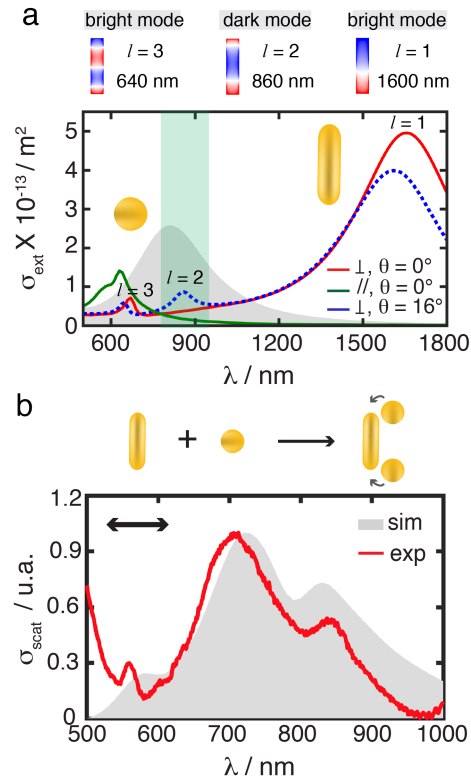 a
bright mode dark mode bright mode
l = 3 l = 2 l = 1
640 nm 860 nm 1600 nm
5
4
3
2
1
0
σext X 10⁻¹³ / m²
l = 1
l = 2
l = 3
⊥, θ = 0°
//, θ = 0°
⊥, θ = 16°
600 900 1200 1500 1800
λ / nm
b
+
1.2
0.9
0.6
0.3
0
σscat / u.a.
sim
exp
500 600 700 800 900 1000
λ / nm